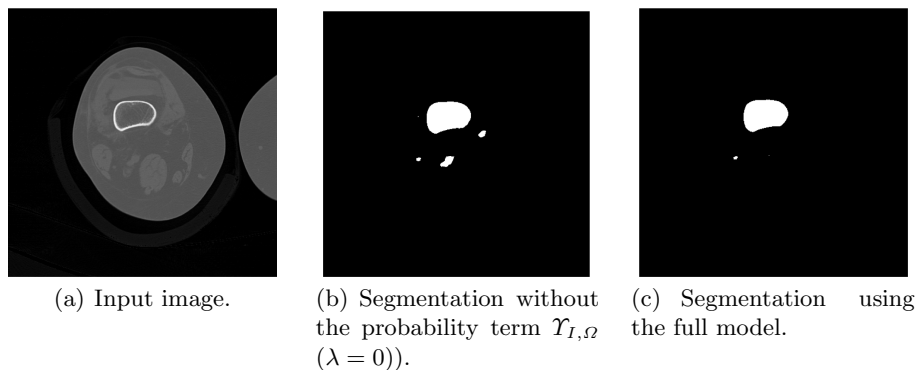 (a) Input image.
(b) Segmentation without
the probability term ϒ_{I,Ω}
(λ = 0)).
(c) Segmentation using
the full model.